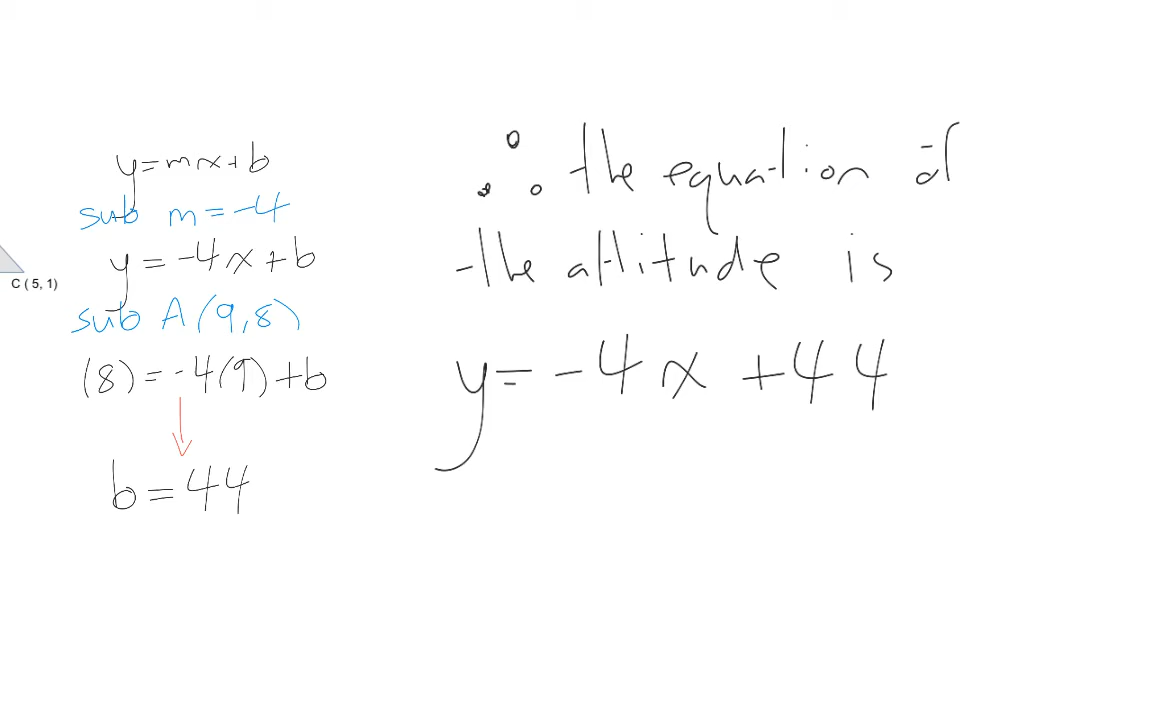 y=mx+b
sub m=-4
y=-4x+b
C (5, 1)
sub A(9,8)
(8)=-4(9)+b
b=44
∴ the equation of
the altitude is
y=-4x+44